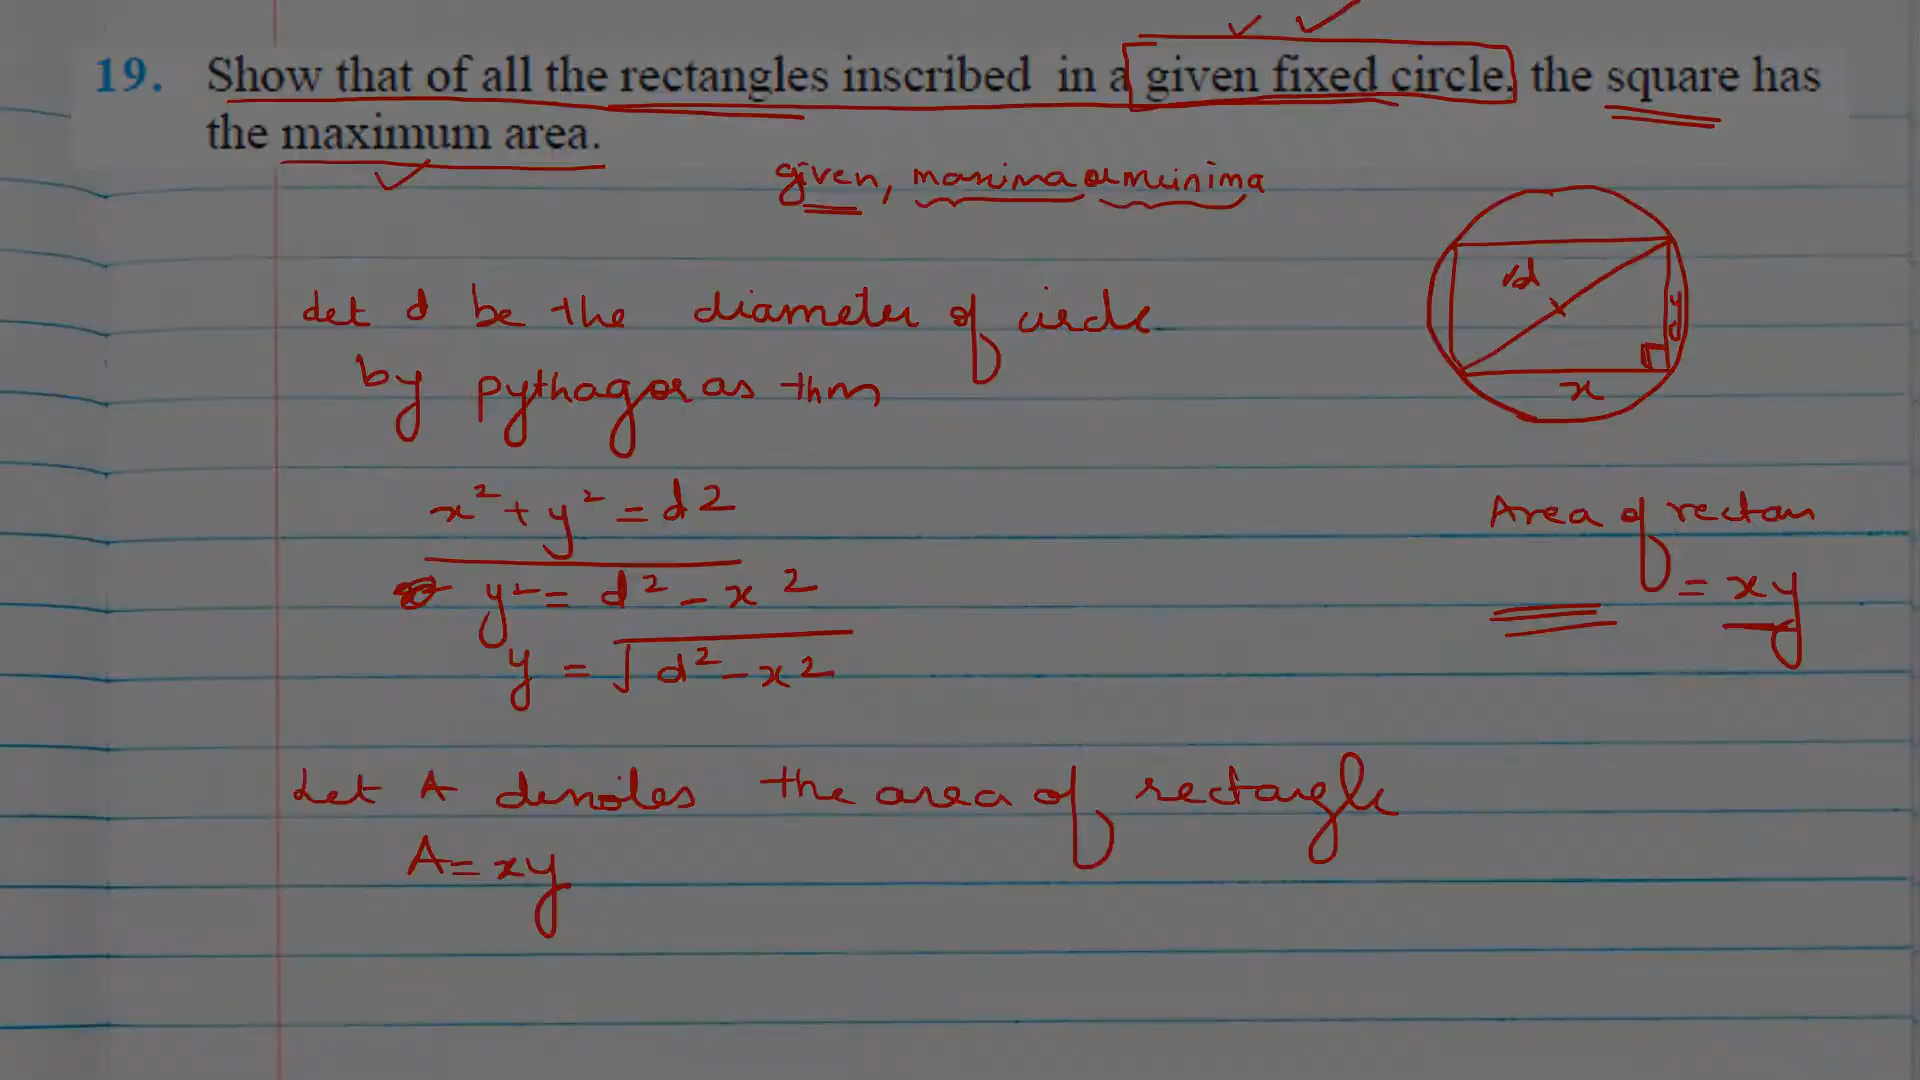 19. Show that of all the rectangles inscribed in a given fixed circle, the square has
the maximum area.
given, maxima or minima
Let d be the diameter of circle
by pythagoras thm
x² + y² = d²
y² = d² - x²
y = √d² - x²
d
y
x
Area of rectan
= xy
Let A denotes the area of rectangle
A = xy